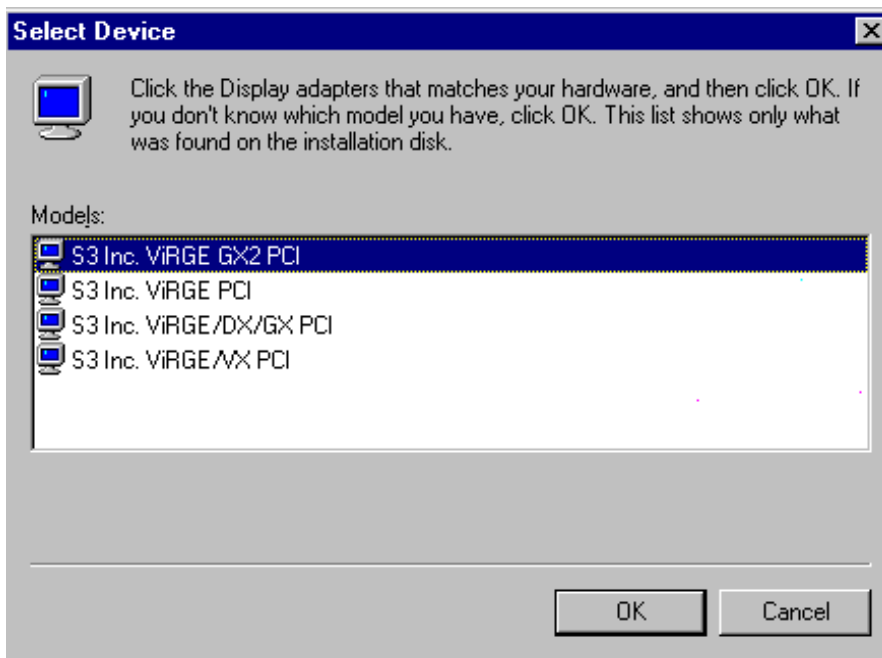 Select Device
Click the Display adapters that matches your hardware, and then click OK. If
you don't know which model you have, click OK. This list shows only what
was found on the installation disk.
Models:
S3 Inc. ViRGE GX2 PCI
S3 Inc. ViRGE PCI
S3 Inc. ViRGE/DX/GX PCI
S3 Inc. ViRGE/VX PCI
OK Cancel